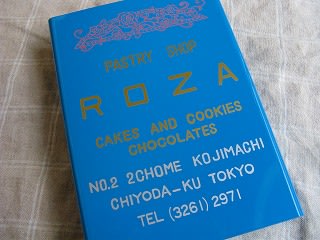 PASTRY SHOP
ROZA
CAKES AND COOKIES
CHOCOLATES
NO.2 2CHOME KOJIMACHI
CHIYODA-KU TOKYO
TEL (3261) 2971